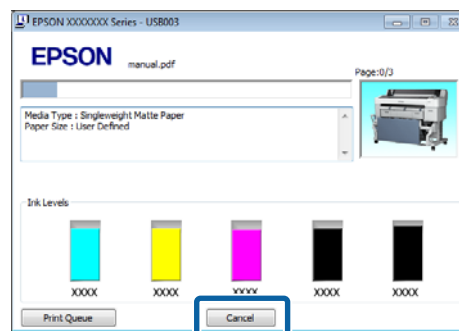 EPSON XXXXXXX Series - USB003
EPSON
manual.pdf
Page:0/3
Media Type : Singleweight Matte Paper
Paper Size : User Defined
Ink Levels
XXXX XXXX XXXX XXXX XXXX
Print Queue Cancel